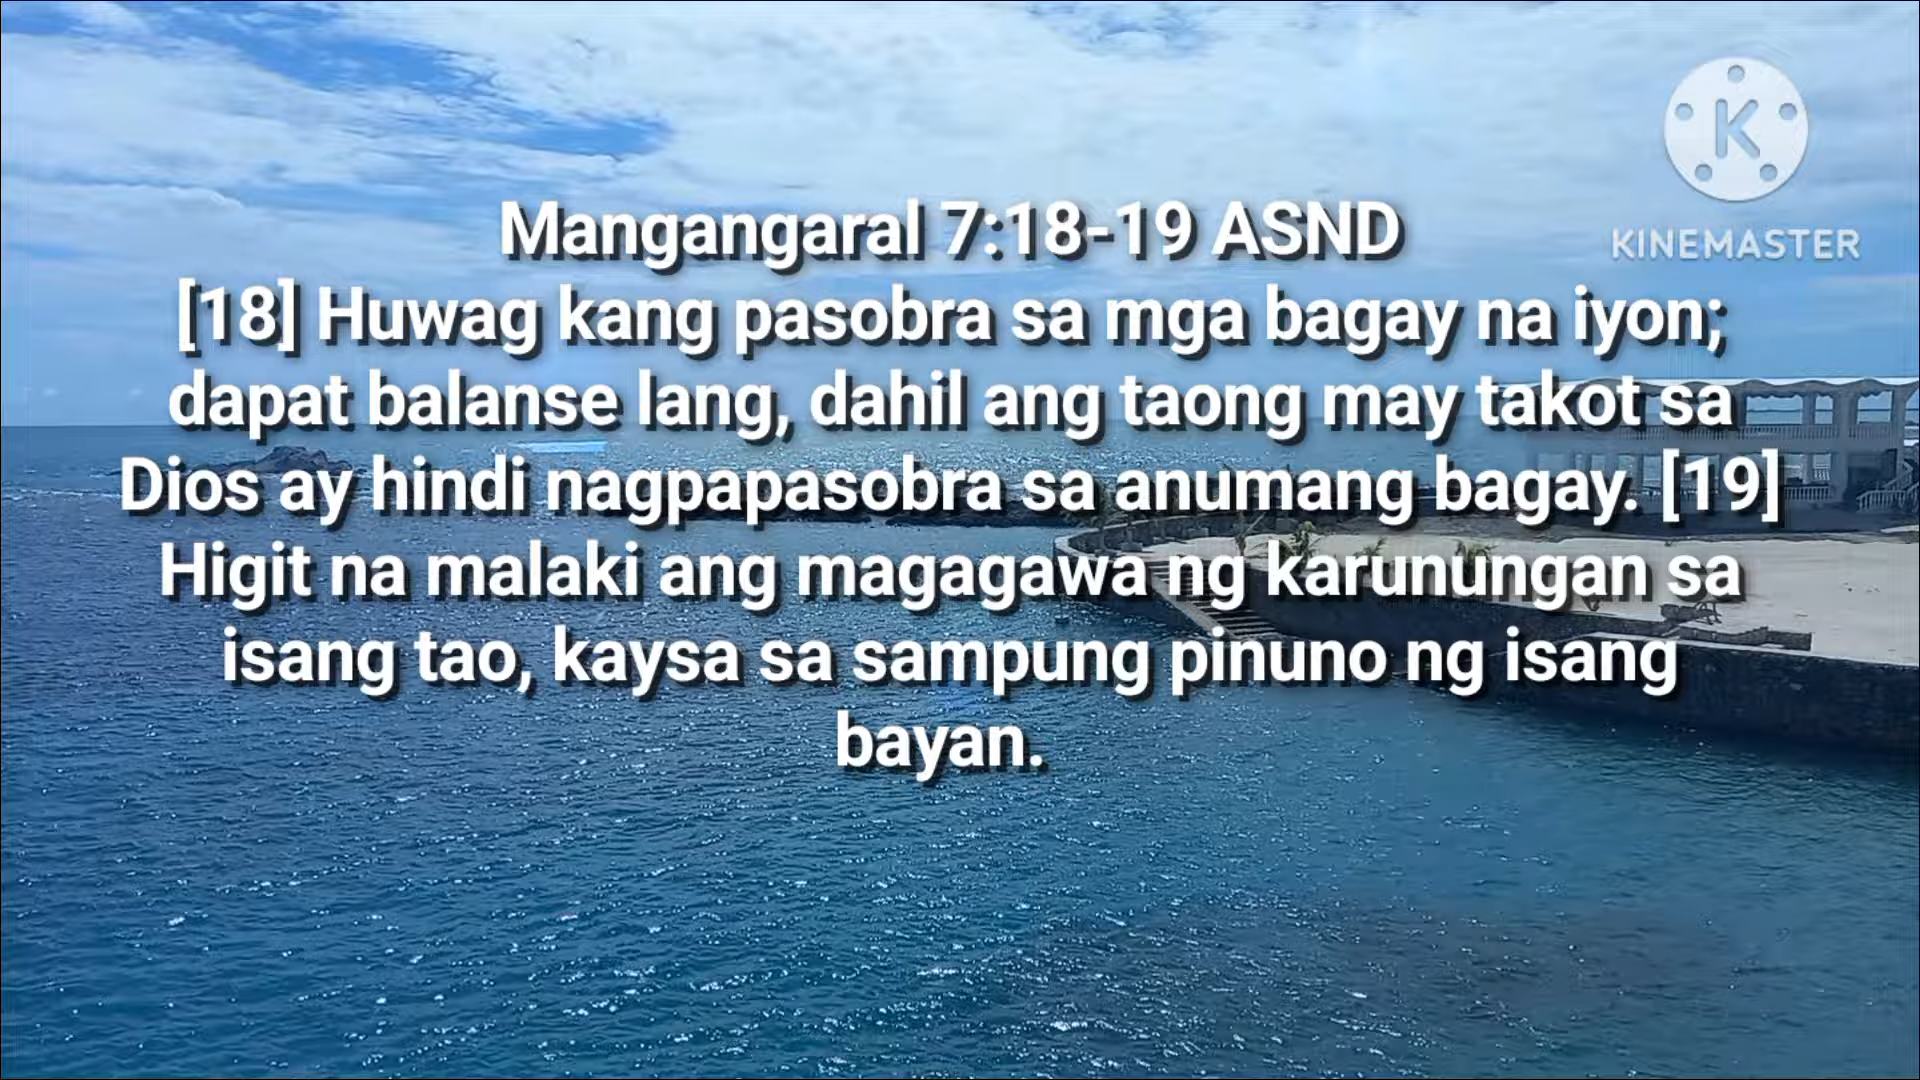 Mangangaral 7:18-19 ASND
[18] Huwag kang pasobra sa mga bagay na iyon;
dapat balanse lang, dahil ang taong may takot sa
Dios ay hindi nagpapasobra sa anumang bagay. [19]
Higit na malaki ang magagawa ng karunungan sa
isang tao, kaysa sa sampung pinuno ng isang
bayan.
K
KINEMASTER